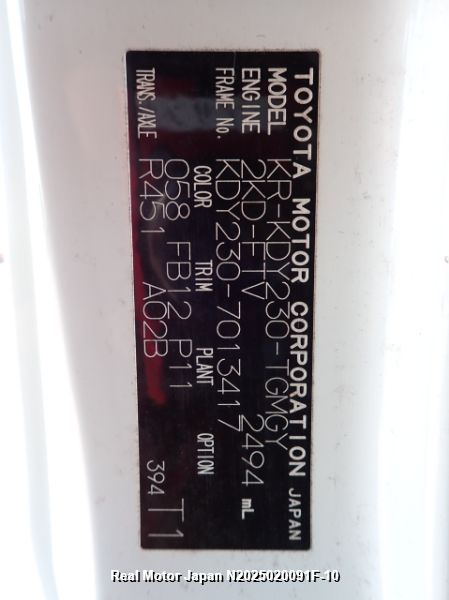 TOYOTA MOTOR CORPORATION JAPAN
MODEL KR-KDY230-TGMGY
ENGINE 2KD-FTV 2494 mL
FRAME No. KDY230-7013417
COLOR TRIM PLANT OPTION
058 FB12 P11
TRANS./AXLE R451 A02B
394 T1
Real Motor Japan N2025020091F-10